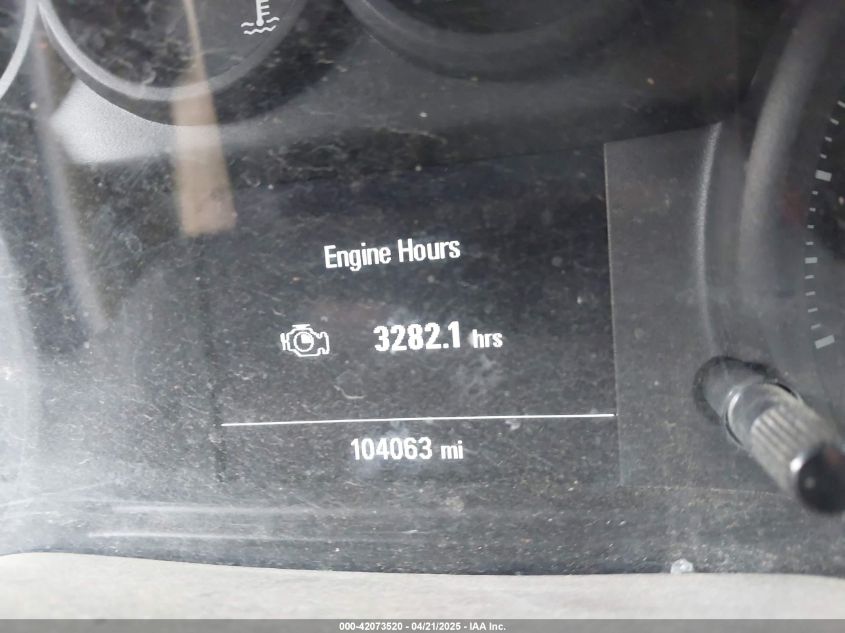 Engine Hours
3282.1 hrs
104063 mi
000-42073520 - 04/21/2025 - IAA Inc.